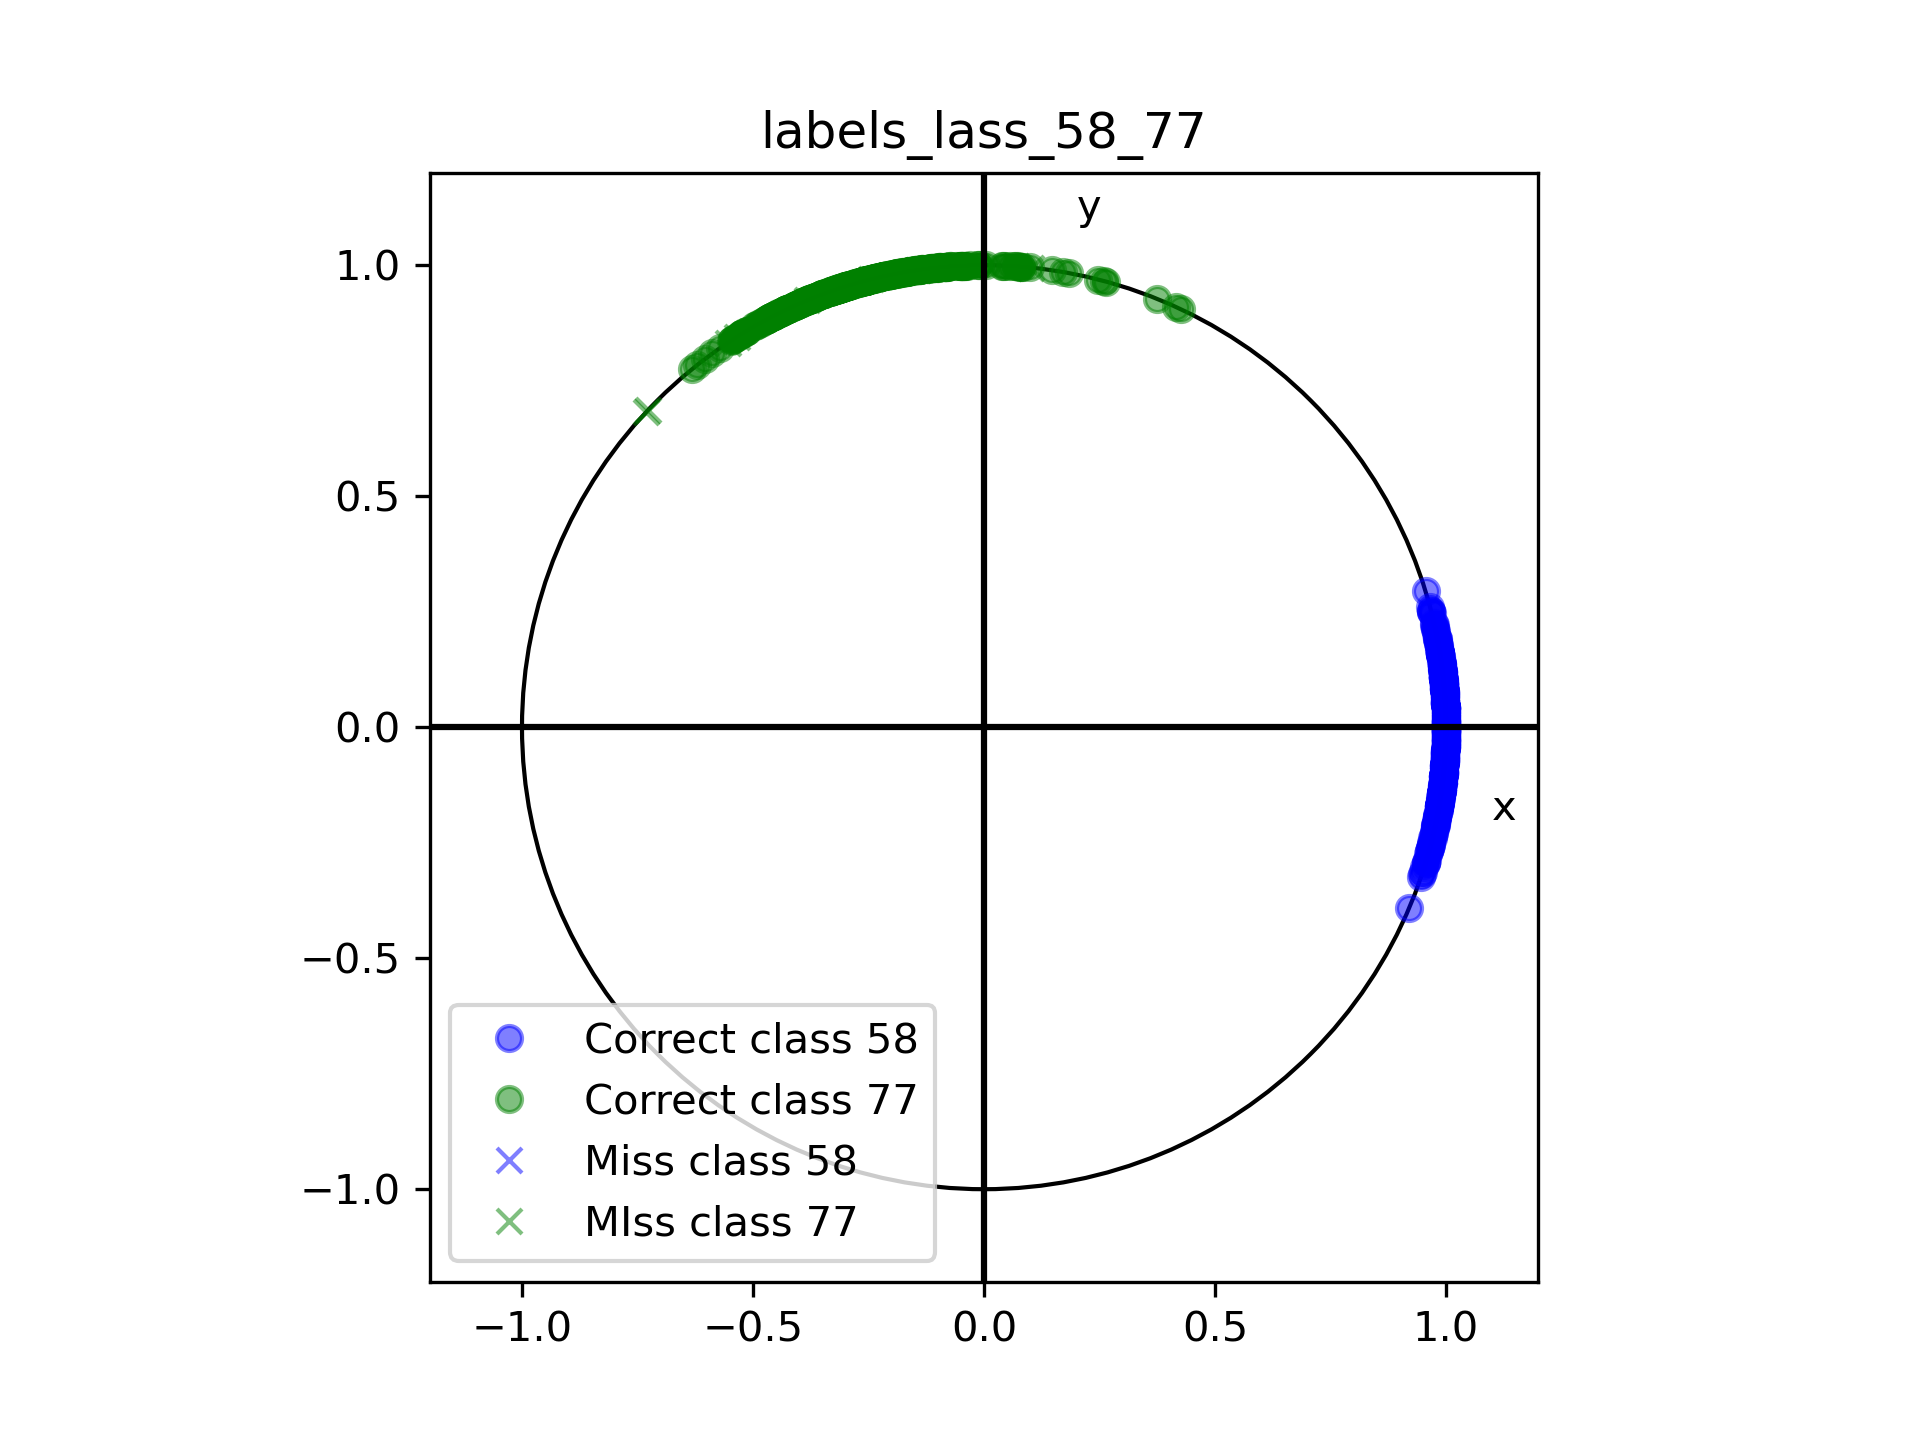 labels_lass_58_77
y
1.0
0.5
0.0
x
−0.5
−1.0
Correct class 58
Correct class 77
Miss class 58
MIss class 77
−1.0 −0.5 0.0 0.5 1.0